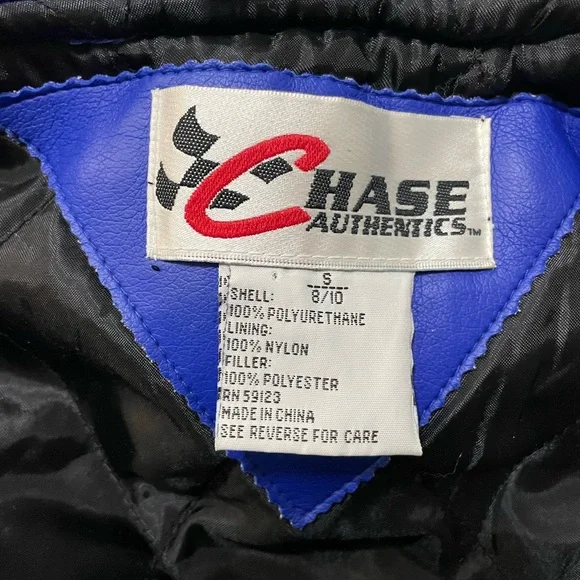 CHASE
AUTHENTICS™
S
8/10
SHELL:
100% POLYURETHANE
LINING:
100% NYLON
FILLER:
100% POLYESTER
RN 59123
MADE IN CHINA
SEE REVERSE FOR CARE